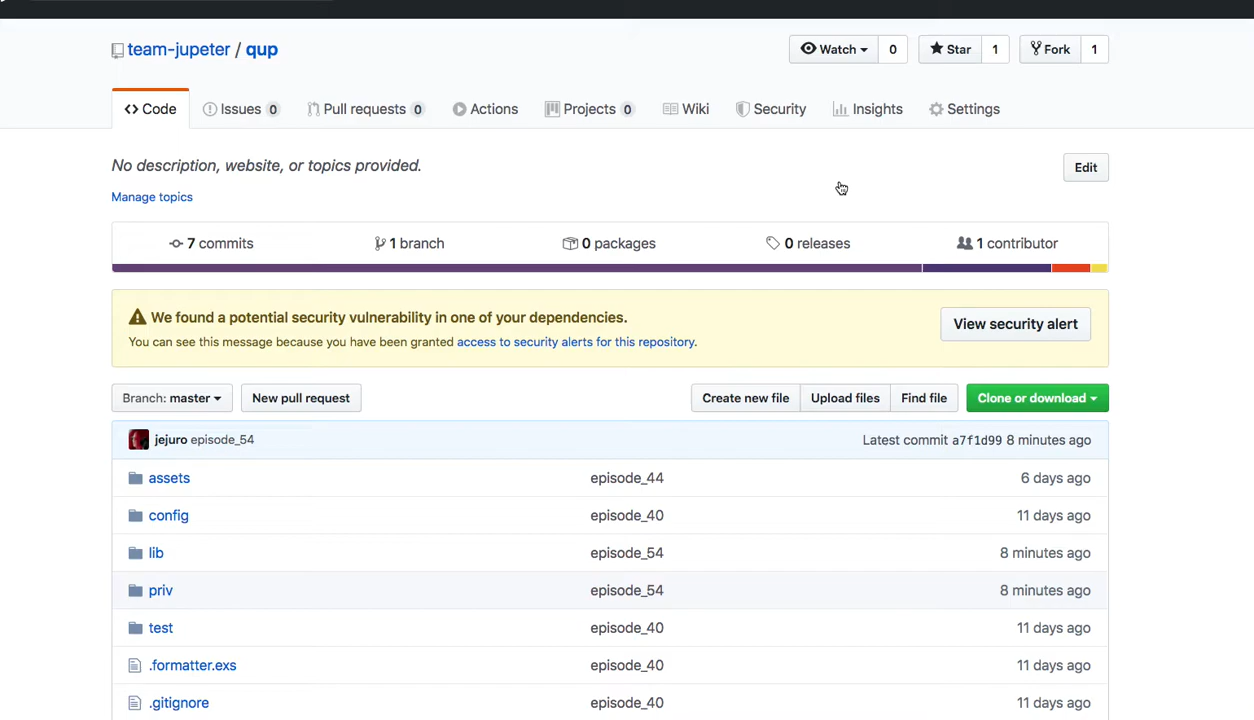 team-jupeter / qup
Watch 0 Star 1 Fork 1
Code Issues 0 Pull requests 0 Actions Projects 0 Wiki Security Insights Settings
No description, website, or topics provided.
Edit
Manage topics
7 commits 1 branch 0 packages 0 releases 1 contributor
We found a potential security vulnerability in one of your dependencies.
You can see this message because you have been granted access to security alerts for this repository.
View security alert
Branch: master New pull request Create new file Upload files Find file Clone or download
jejuro episode_54 Latest commit a7f1d99 8 minutes ago
assets episode_44 6 days ago
config episode_40 11 days ago
lib episode_54 8 minutes ago
priv episode_54 8 minutes ago
test episode_40 11 days ago
.formatter.exs episode_40 11 days ago
.gitignore episode_40 11 days ago